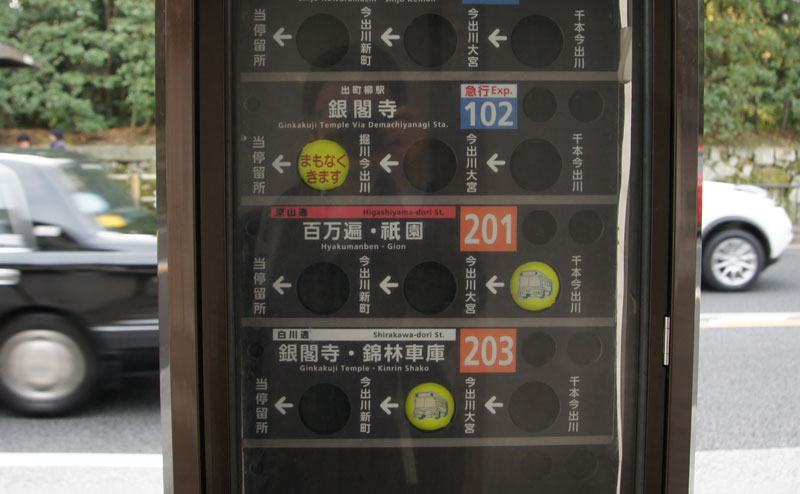 当停留所
今出川新町
今出川大宮
千本今出川
出町柳駅
銀閣寺
Ginkakuji Temple Via Demachiyanagi Sta.
急行Exp.
102
当停留所
まもなく
きます
堀川今出川
今出川大宮
千本今出川
東山通 Higashiyama-dori St.
百万遍・祇園
Hyakumanben - Gion
201
当停留所
今出川新町
今出川大宮
千本今出川
白川通 Shirakawa-dori St.
銀閣寺・錦林車庫
Ginkakuji Temple - Kinrin Shako
203
当停留所
今出川新町
今出川大宮
千本今出川